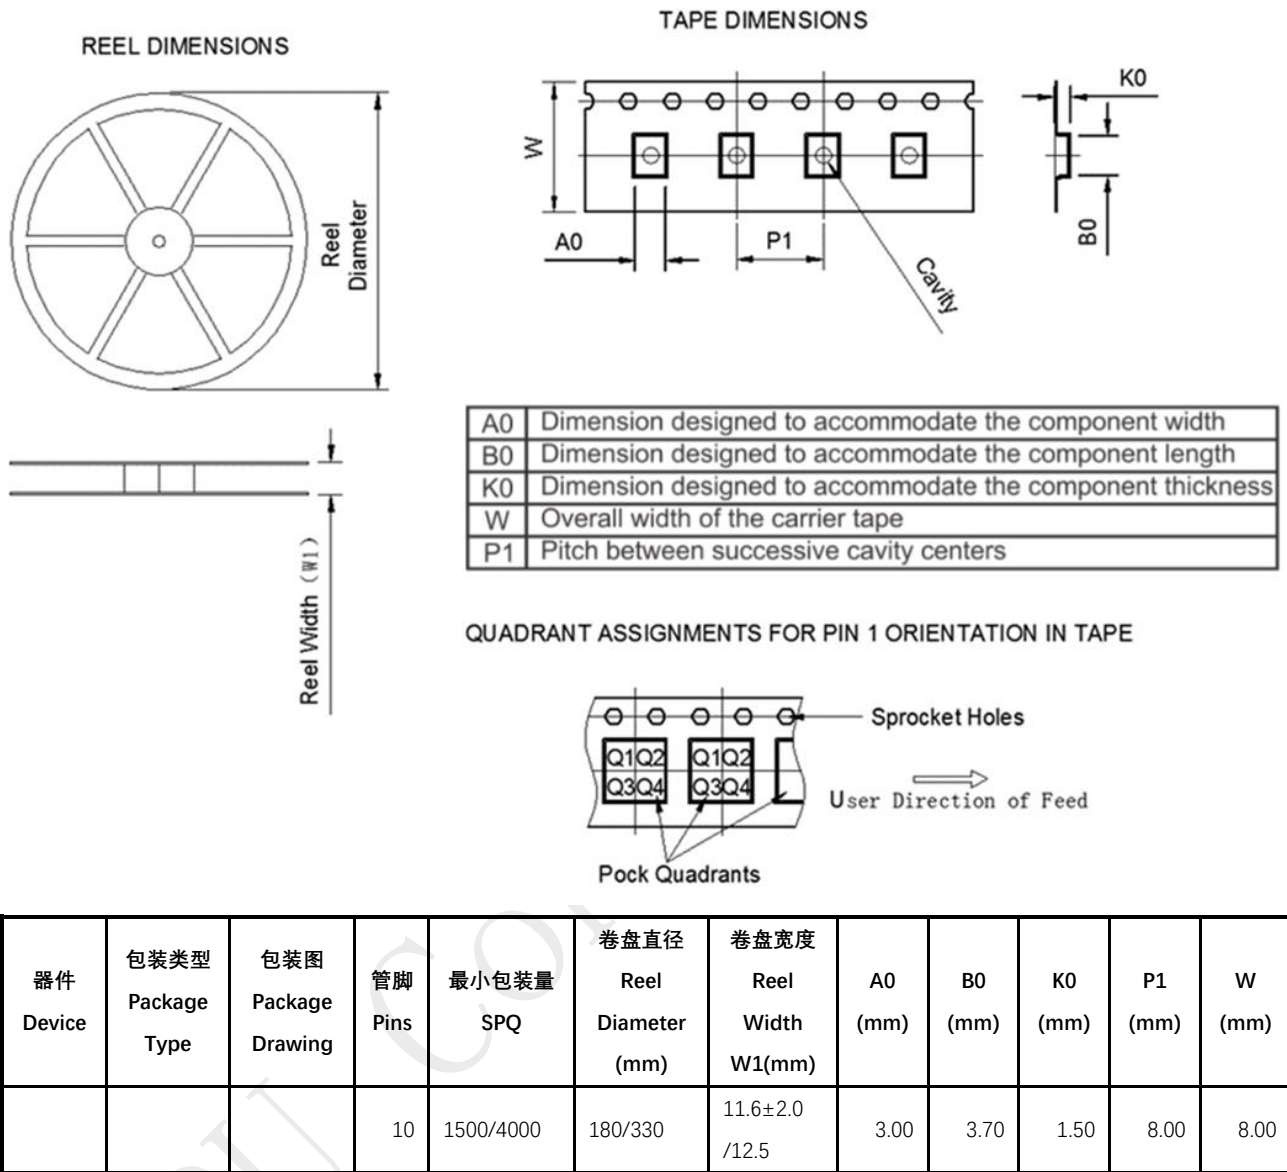 REEL DIMENSIONS
Reel
Diameter
Reel Width (W1)
TAPE DIMENSIONS
W
A0
P1
Cavity
K0
B0
A0 Dimension designed to accommodate the component width
B0 Dimension designed to accommodate the component length
K0 Dimension designed to accommodate the component thickness
W Overall width of the carrier tape
P1 Pitch between successive cavity centers
QUADRANT ASSIGNMENTS FOR PIN 1 ORIENTATION IN TAPE
Sprocket Holes
Q1 Q2 Q1 Q2
Q3 Q4 Q3 Q4
User Direction of Feed
Pock Quadrants
器件
Device
包装类型
Package
Type
包装图
Package
Drawing
管脚
Pins
最小包装量
SPQ
卷盘直径
Reel
Diameter
(mm)
卷盘宽度
Reel
Width
W1(mm)
A0
(mm)
B0
(mm)
K0
(mm)
P1
(mm)
W
(mm)
10
1500/4000
180/330
11.6±2.0
/12.5
3.00
3.70
1.50
8.00
8.00